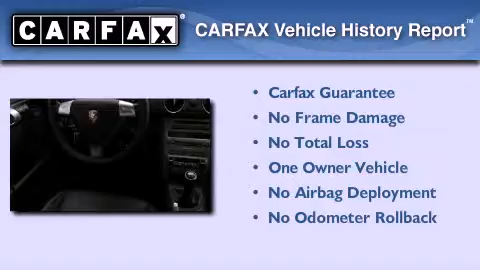 CARFAX®
CARFAX Vehicle History Report™
• Carfax Guarantee
• No Frame Damage
• No Total Loss
• One Owner Vehicle
• No Airbag Deployment
• No Odometer Rollback